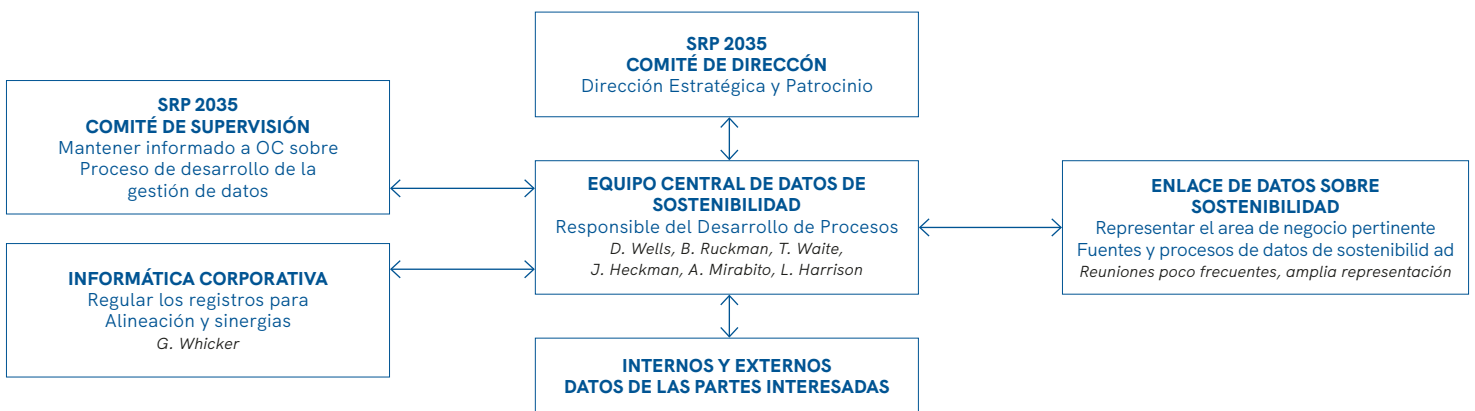 SRP 2035
COMITÉ DE DIRECCÓN
Dirección Estratégica y Patrocinio
SRP 2035
COMITÉ DE SUPERVISIÓN
Mantener informado a OC sobre
Proceso de desarrollo de la
gestión de datos
EQUIPO CENTRAL DE DATOS DE
SOSTENIBILIDAD
Responsible del Desarrollo de Procesos
D. Wells, B. Ruckman, T. Waite,
J. Heckman, A. Mirabito, L. Harrison
ENLACE DE DATOS SOBRE
SOSTENIBILIDAD
Representar el area de negocio pertinente
Fuentes y procesos de datos de sostenibilid ad
Reuniones poco frecuentes, amplia representación
INFORMÁTICA CORPORATIVA
Regular los registros para
Alineación y sinergias
G. Whicker
INTERNOS Y EXTERNOS
DATOS DE LAS PARTES INTERESADAS